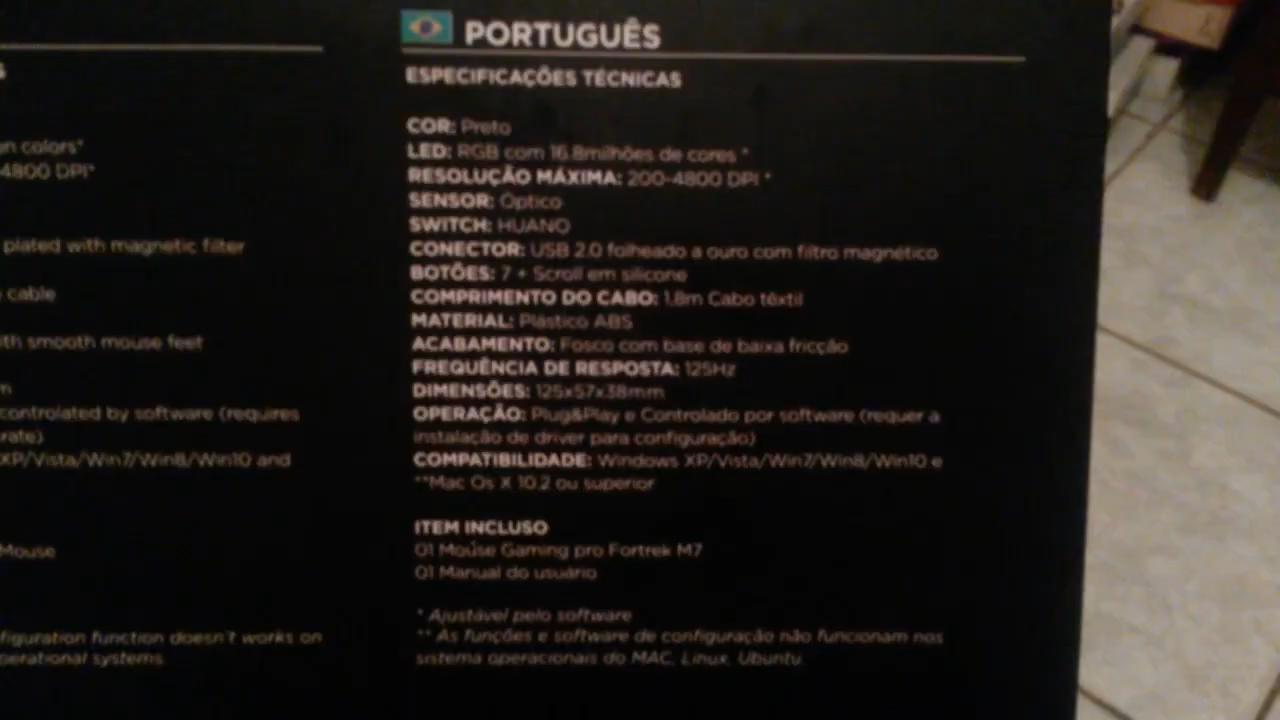 PORTUGUÊS
ESPECIFICAÇÕES TÉCNICAS
COR: Preto
LED: RGB com 16.8milhões de cores *
RESOLUÇÃO MÁXIMA: 200-4800 DPI *
SENSOR: Óptico
SWITCH: HUANO
CONECTOR: USB 2.0 folheado a ouro com filtro magnético
BOTÕES: 7 + Scroll em silicone
COMPRIMENTO DO CABO: 1.8m Cabo têxtil
MATERIAL: Plástico ABS
ACABAMENTO: Fosco com base de baixa fricção
FREQUÊNCIA DE RESPOSTA: 125Hz
DIMENSÕES: 125x57x38mm
OPERAÇÃO: Plug&Play e Controlado por software (requer a
instalação de driver para configuração)
COMPATIBILIDADE: Windows XP/Vista/Win7/Win8/Win10 e
**Mac Os X 10.2 ou superior
ITEM INCLUSO
01 Mouse Gaming pro Fortrek M7
01 Manual do usuário
* Ajustável pelo software
** As funções e software de configuração não funcionam nos
sistema operacionais do MAC, Linux, Ubuntu.
colors*
4800 DPI*
plated with magnetic filter
cable
smooth mouse feet
controlated by software (requires
XP/Vista/Win7/Win8/Win10 and
Mouse
function doesn't works on
systems.